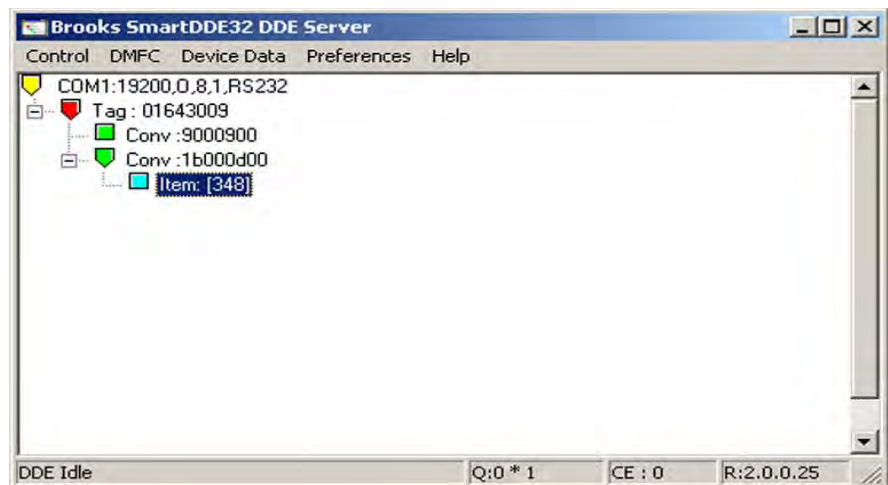 Brooks SmartDDE32 DDE Server
Control DMFC Device Data Preferences Help
COM1:19200,O,8,1,RS232
Tag : 01643009
Conv :9000900
Conv :1b000d00
Item: [348]
DDE Idle Q:0 * 1 CE : 0 R:2.0.0.25